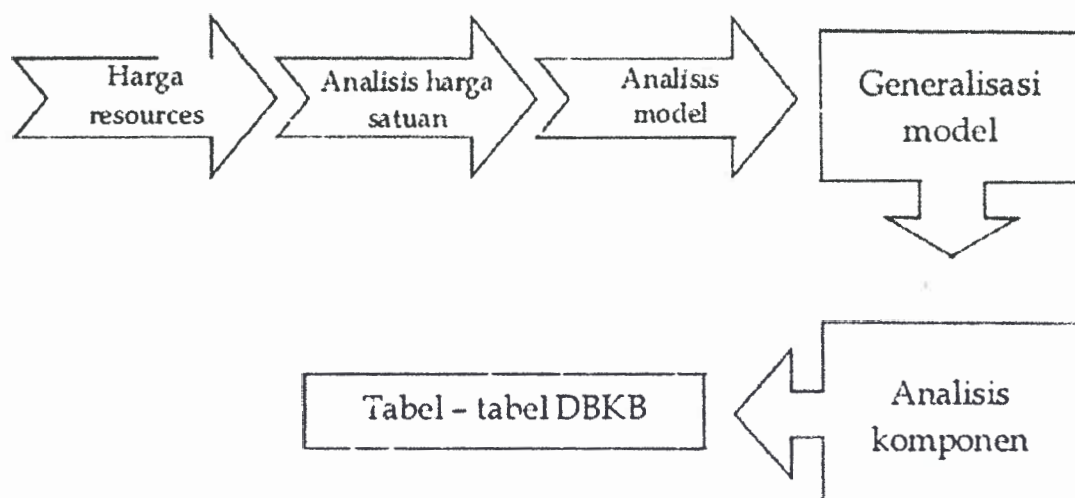 Harga
resources
Analisis harga
satuan
Analisis
model
Generalisasi
model
Analisis
komponen
Tabel – tabel DBKB